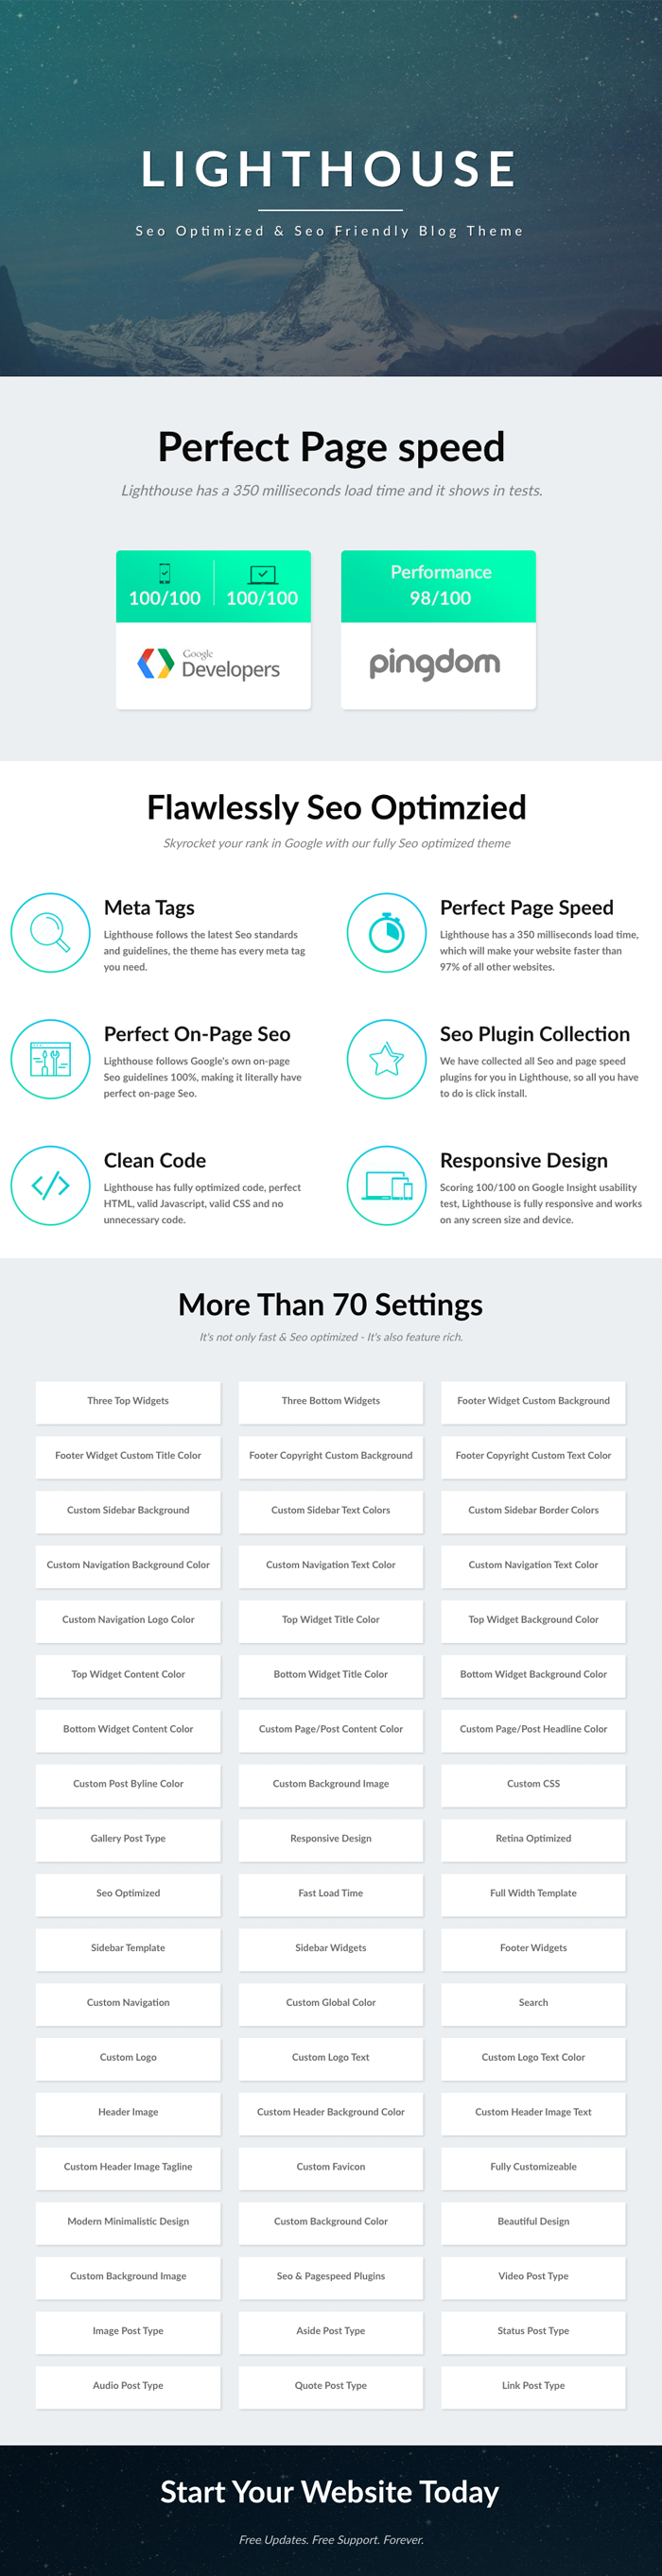 LIGHTHOUSE
Seo Optimized & Seo Friendly Blog Theme
Perfect Page speed
Lighthouse has a 350 milliseconds load time and it shows in tests.
100/100
100/100
Google
Developers
Performance
98/100
pingdom
Flawlessly Seo Optimzied
Skyrocket your rank in Google with our fully Seo optimized theme
Meta Tags
Lighthouse follows the latest Seo standards
and guidelines, the theme has every meta tag
you need.
Perfect Page Speed
Lighthouse has a 350 milliseconds load time,
which will make your website faster than
97% of all other websites.
Perfect On-Page Seo
Lighthouse follows Google's own on-page
Seo guidelines 100%, making it literally have
perfect on-page Seo.
Seo Plugin Collection
We have collected all Seo and page speed
plugins for you in Lighthouse, so all you have
to do is click install.
Clean Code
Lighthouse has fully optimized code, perfect
HTML, valid Javascript, valid CSS and no
unnecessary code.
Responsive Design
Scoring 100/100 on Google Insight usability
test, Lighthouse is fully responsive and works
on any screen size and device.
More Than 70 Settings
It's not only fast & Seo optimized - It's also feature rich.
Three Top Widgets
Three Bottom Widgets
Footer Widget Custom Background
Footer Widget Custom Title Color
Footer Copyright Custom Background
Footer Copyright Custom Text Color
Custom Sidebar Background
Custom Sidebar Text Colors
Custom Sidebar Border Colors
Custom Navigation Background Color
Custom Navigation Text Color
Custom Navigation Text Color
Custom Navigation Logo Color
Top Widget Title Color
Top Widget Background Color
Top Widget Content Color
Bottom Widget Title Color
Bottom Widget Background Color
Bottom Widget Content Color
Custom Page/Post Content Color
Custom Page/Post Headline Color
Custom Post Byline Color
Custom Background Image
Custom CSS
Gallery Post Type
Responsive Design
Retina Optimized
Seo Optimized
Fast Load Time
Full Width Template
Sidebar Template
Sidebar Widgets
Footer Widgets
Custom Navigation
Custom Global Color
Search
Custom Logo
Custom Logo Text
Custom Logo Text Color
Header Image
Custom Header Background Color
Custom Header Image Text
Custom Header Image Tagline
Custom Favicon
Fully Customizeable
Modern Minimalistic Design
Custom Background Color
Beautiful Design
Custom Background Image
Seo & Pagespeed Plugins
Video Post Type
Image Post Type
Aside Post Type
Status Post Type
Audio Post Type
Quote Post Type
Link Post Type
Start Your Website Today
Free Updates. Free Support. Forever.